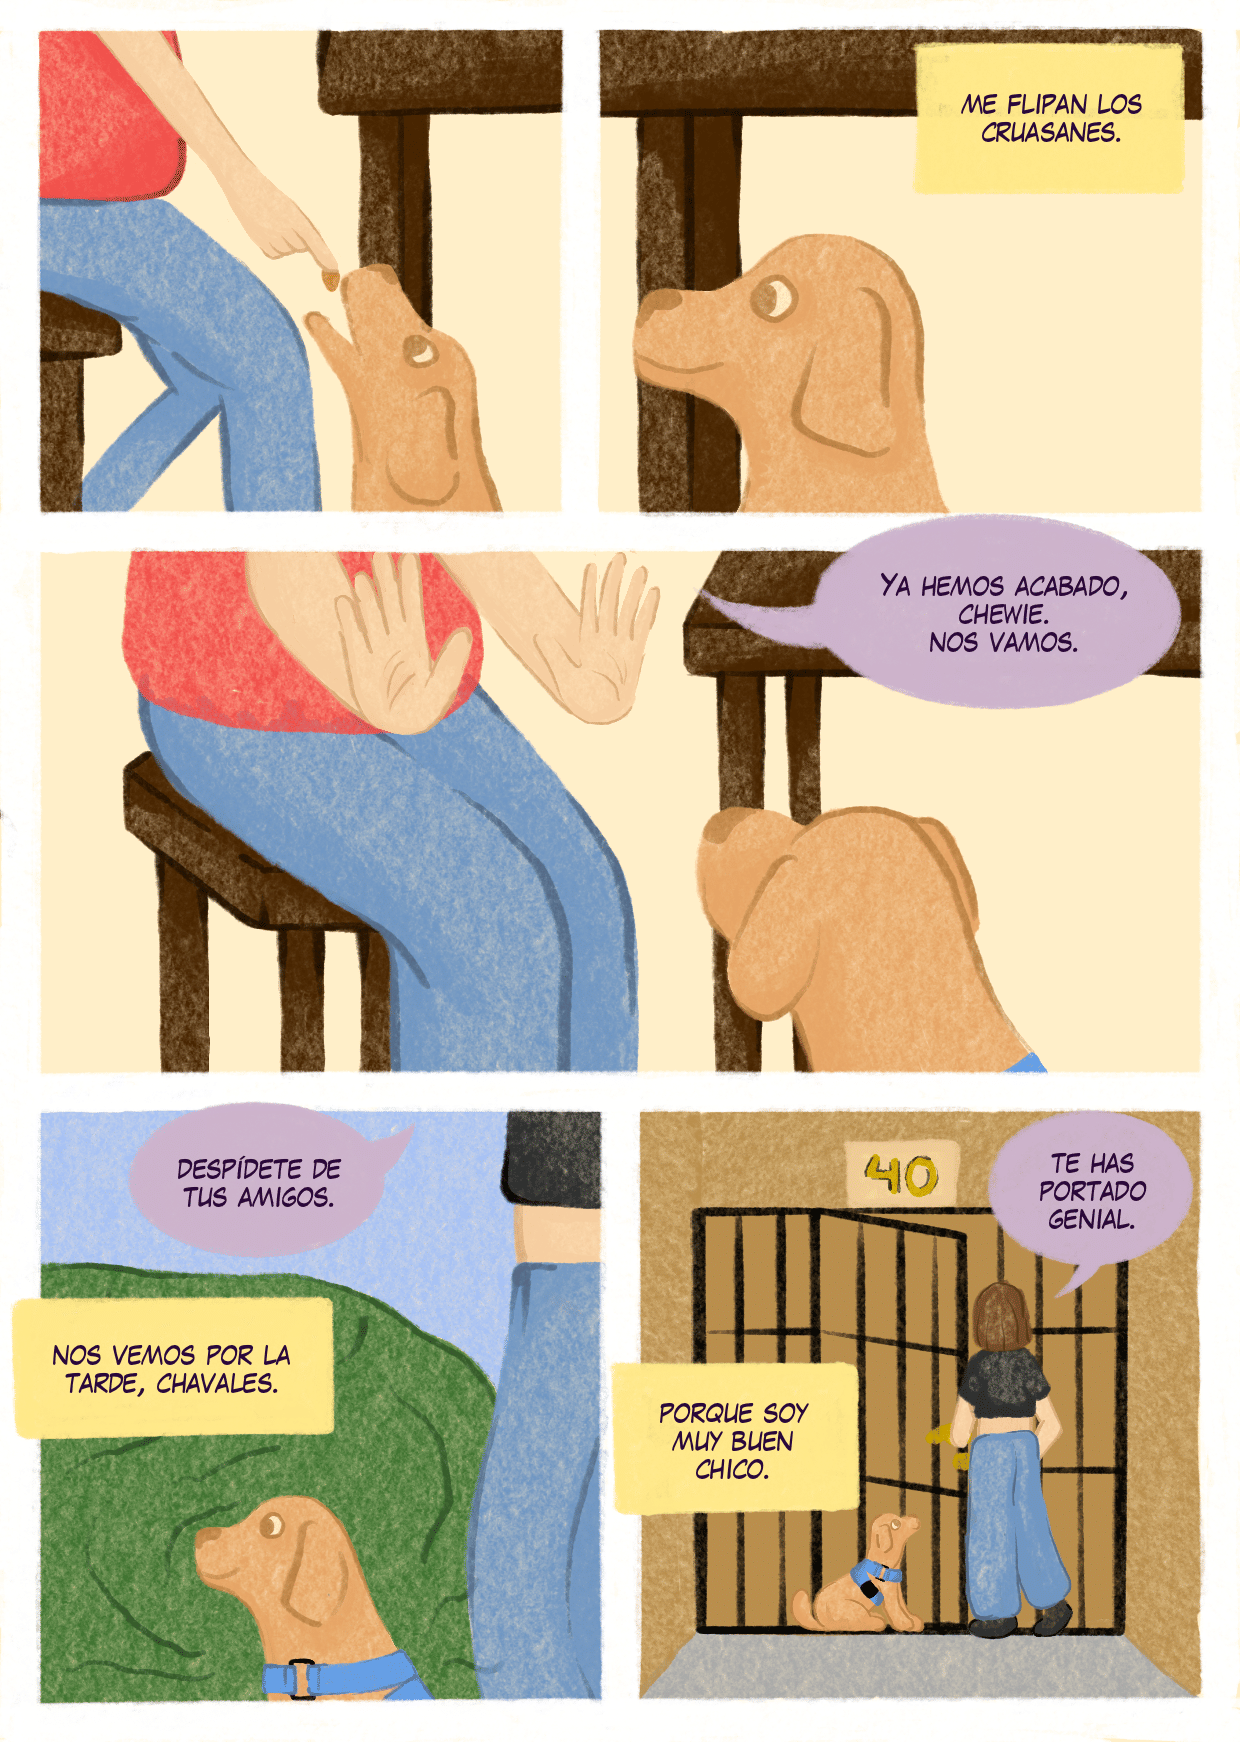 ME FLIPAN LOS
CRUASANES.
YA HEMOS ACABADO,
CHEWIE.
NOS VAMOS.
DESPÍDETE DE
TUS AMIGOS.
NOS VEMOS POR LA
TARDE, CHAVALES.
40
TE HAS
PORTADO
GENIAL.
PORQUE SOY
MUY BUEN
CHICO.